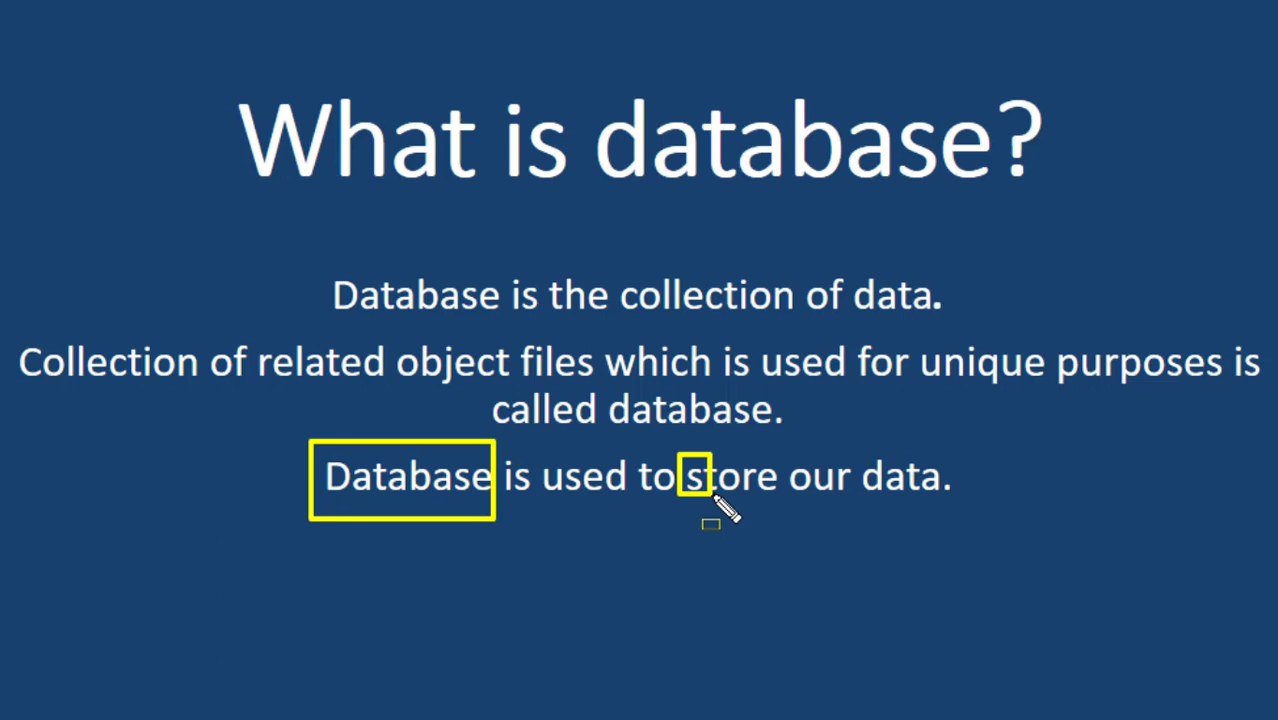 What is database?
Database is the collection of data.
Collection of related object files which is used for unique purposes is
called database.
Database is used to store our data.